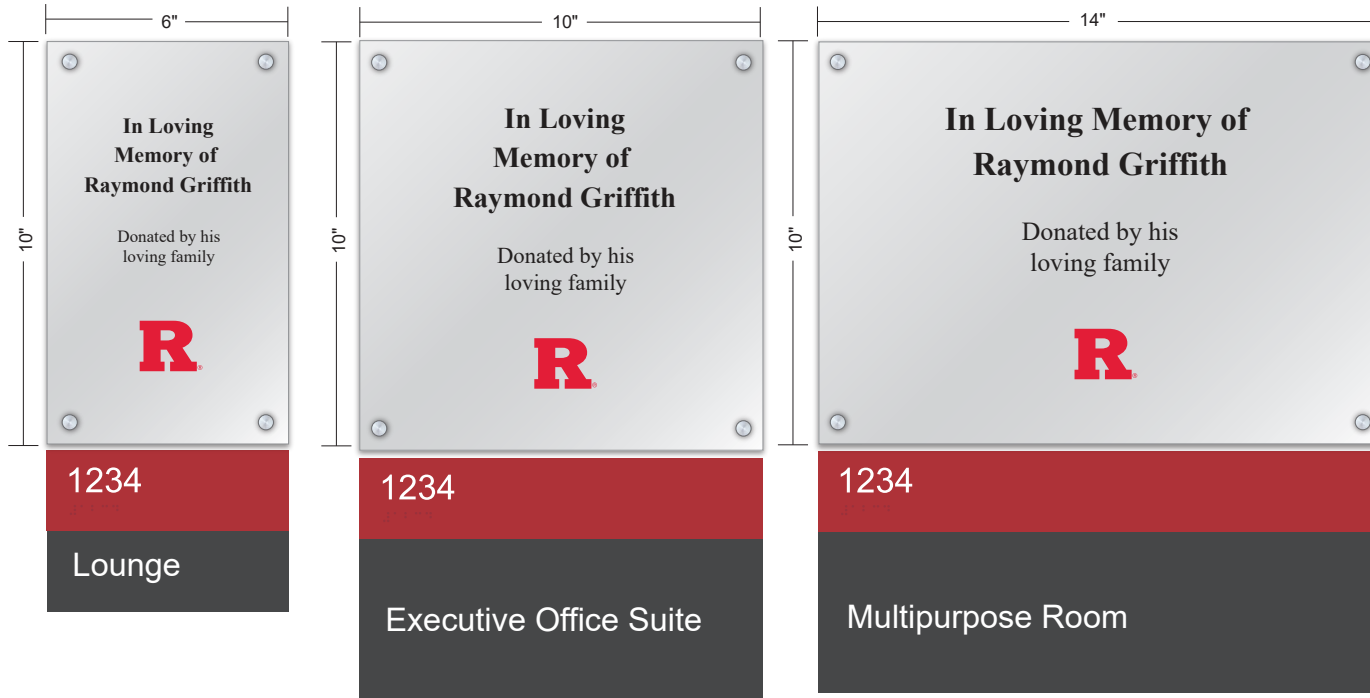 6"
10"
In Loving
Memory of
Raymond Griffith
Donated by his
loving family
R®
1234
Lounge
10"
10"
In Loving
Memory of
Raymond Griffith
Donated by his
loving family
R®
1234
Executive Office Suite
14"
10"
In Loving Memory of
Raymond Griffith
Donated by his
loving family
R®
1234
Multipurpose Room